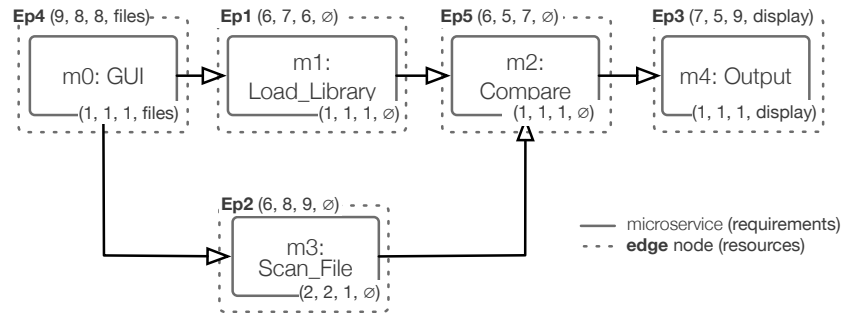 Ep4 (9, 8, 8, files)
Ep1 (6, 7, 6, ∅)
Ep5 (6, 5, 7, ∅)
Ep3 (7, 5, 9, display)
m0: GUI
(1, 1, 1, files)
m1:
Load_Library
(1, 1, 1, ∅)
m2:
Compare
(1, 1, 1, ∅)
m4: Output
(1, 1, 1, display)
Ep2 (6, 8, 9, ∅)
m3:
Scan_File
(2, 2, 1, ∅)
microservice (requirements)
edge node (resources)